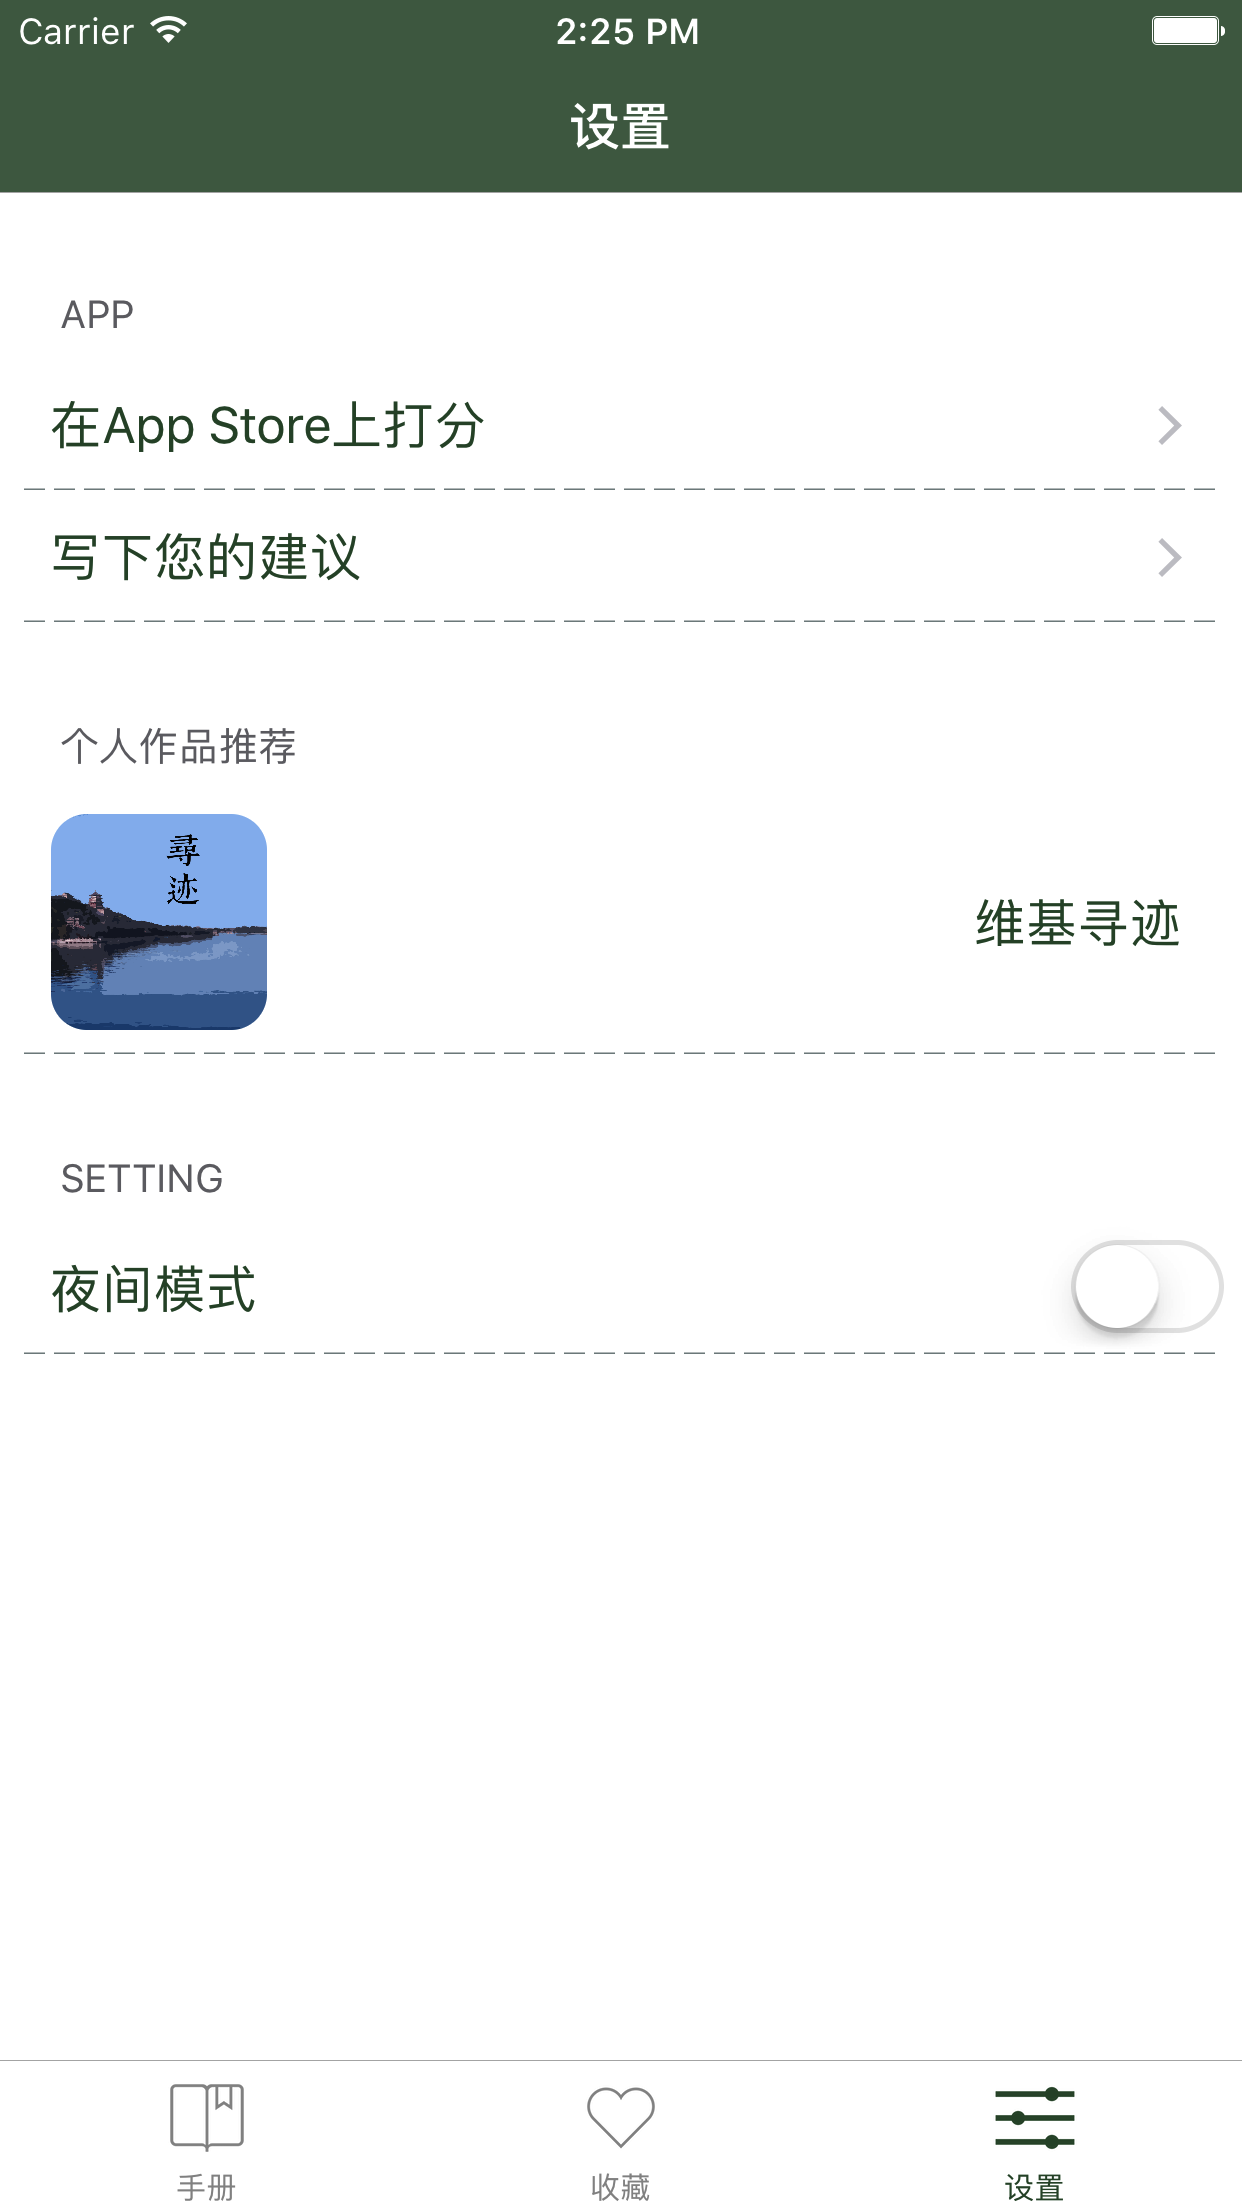 Carrier
2:25 PM
设置
APP
在App Store上打分
写下您的建议
个人作品推荐
尋
迹
维基寻迹
SETTING
夜间模式
手册
收藏
设置